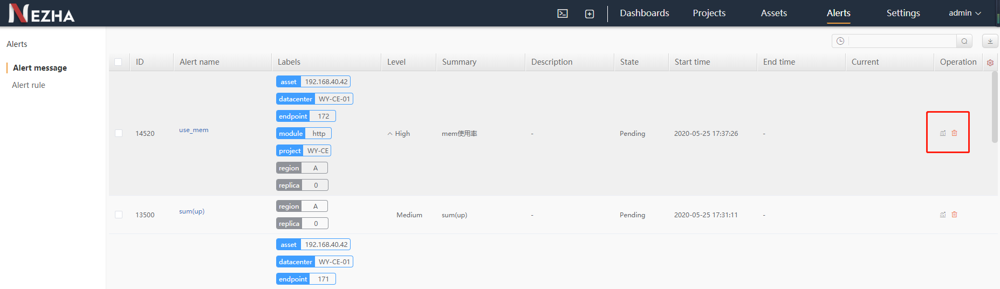 NEZHA Dashboards Projects Assets Alerts Settings admin
Alerts
Alert message
Alert rule
ID Alert name Labels Level Summary Description State Start time End time Current Operation
asset 192.168.40.42
datacenter WY-CE-01
endpoint 172
module http
project WY-CE
region A
replica 0
14520 use_mem High mem使用率 - Pending 2020-05-25 17:37:26 -
region A
replica 0
13500 sum(up) Medium sum(up) - Pending 2020-05-25 17:31:11 -
asset 192.168.40.42
datacenter WY-CE-01
endpoint 171